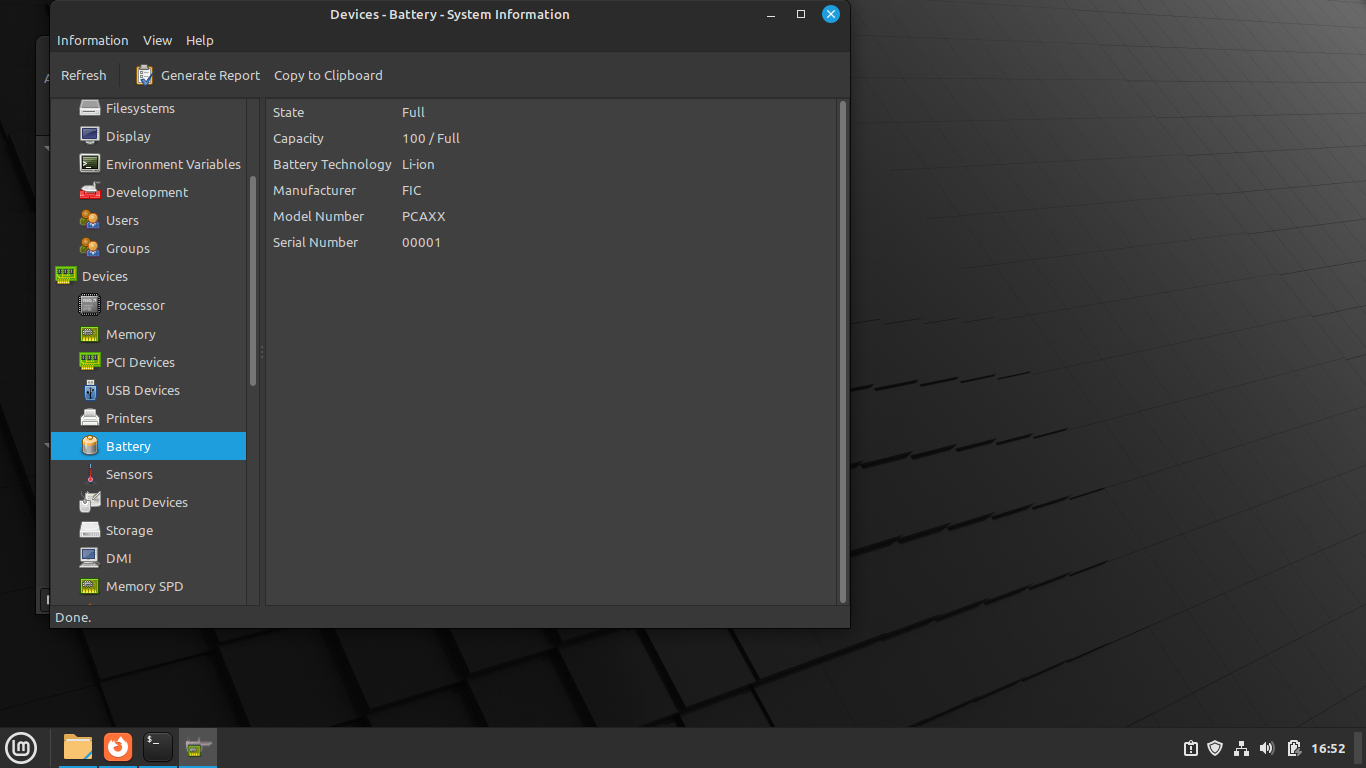 Devices - Battery - System Information
Information View Help
Refresh Generate Report Copy to Clipboard
Filesystems
Display
Environment Variables
Development
Users
Groups
Devices
Processor
Memory
PCI Devices
USB Devices
Printers
Battery
Sensors
Input Devices
Storage
DMI
Memory SPD
State Full
Capacity 100 / Full
Battery Technology Li-ion
Manufacturer FIC
Model Number PCAXX
Serial Number 00001
Done.
16:52